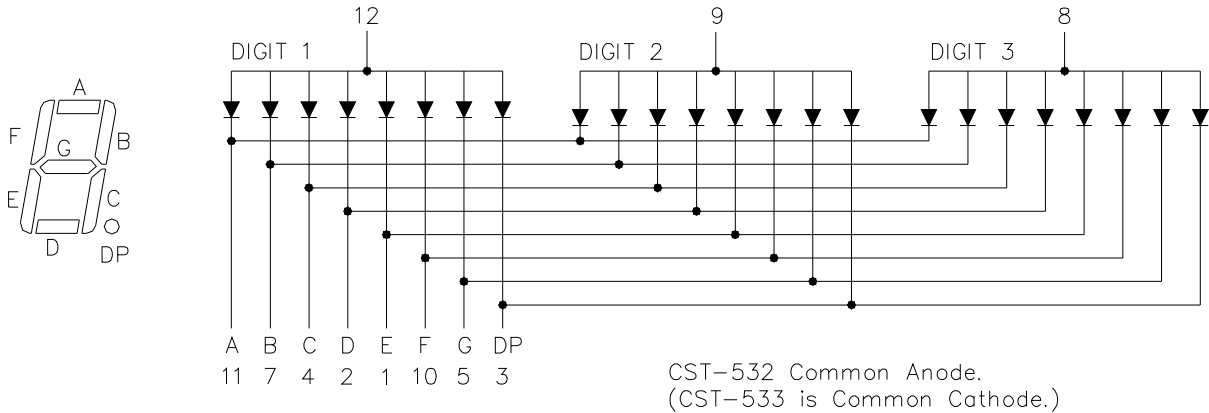 12
9
8
DIGIT 1
DIGIT 2
DIGIT 3
A
F
B
G
E
C
D
DP
A B C D E F G DP
11 7 4 2 1 10 5 3
CST-532 Common Anode.
(CST-533 is Common Cathode.)